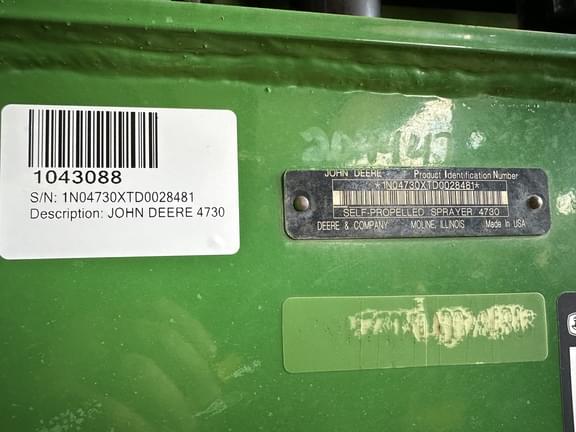 1043088
S/N: 1N04730XTD0028481
Description: JOHN DEERE 4730
JOHN DEERE Product Identification Number
*1N04730XTD0028481*
SELF-PROPELLED SPRAYER 4730
DEERE & COMPANY MOLINE, ILLINOIS Made In USA